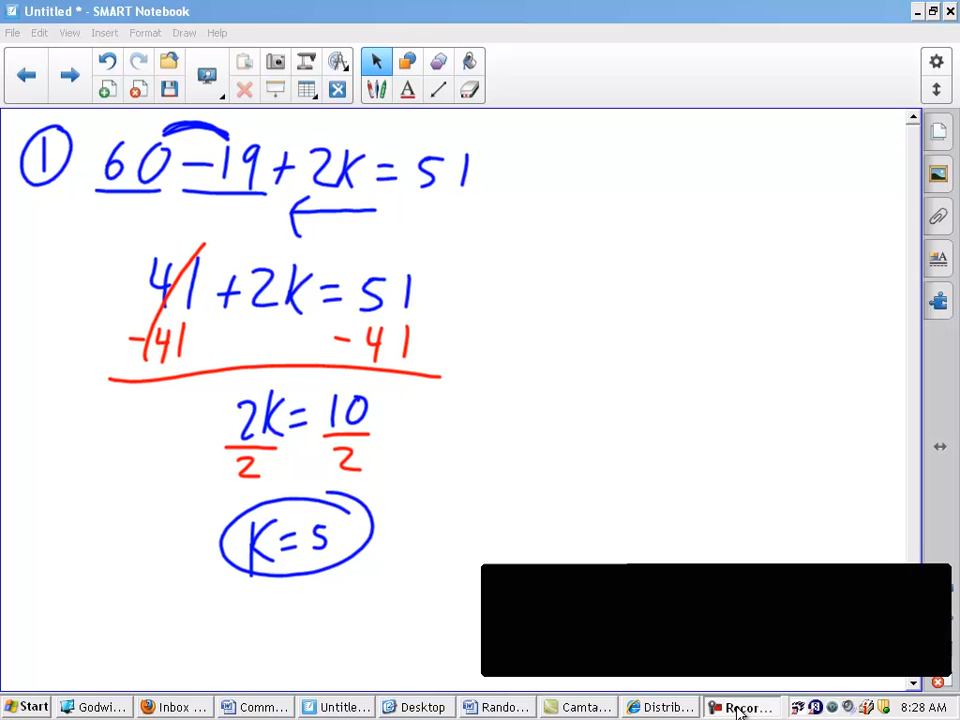 Untitled * - SMART Notebook
File Edit View Insert Format Draw Help
① 60 - 19 + 2K = 51
41 + 2K = 51
-41 -41
2K = 10
2 2
K = 5
Start Godwi... Inbox ... Comm... Untitle... Desktop Rando... Camta... Distrib... Recor... 8:28 AM